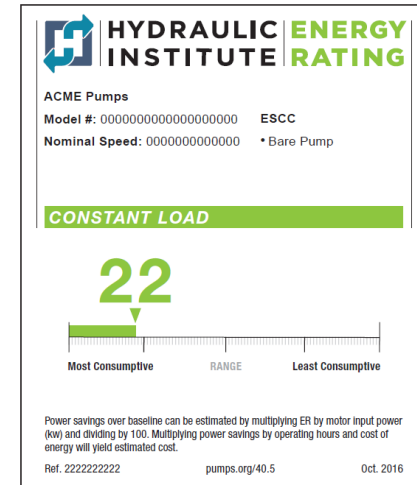 HYDRAULIC ENERGY
INSTITUTE RATING
ACME Pumps
Model #: 0000000000000000000 ESCC
Nominal Speed: 0000000000000 • Bare Pump
CONSTANT LOAD
22
Most Consumptive RANGE Least Consumptive
Power savings over baseline can be estimated by multiplying ER by motor input power
(kw) and dividing by 100. Multiplying power savings by operating hours and cost of
energy will yield estimated cost.
Ref. 2222222222 pumps.org/40.5 Oct. 2016